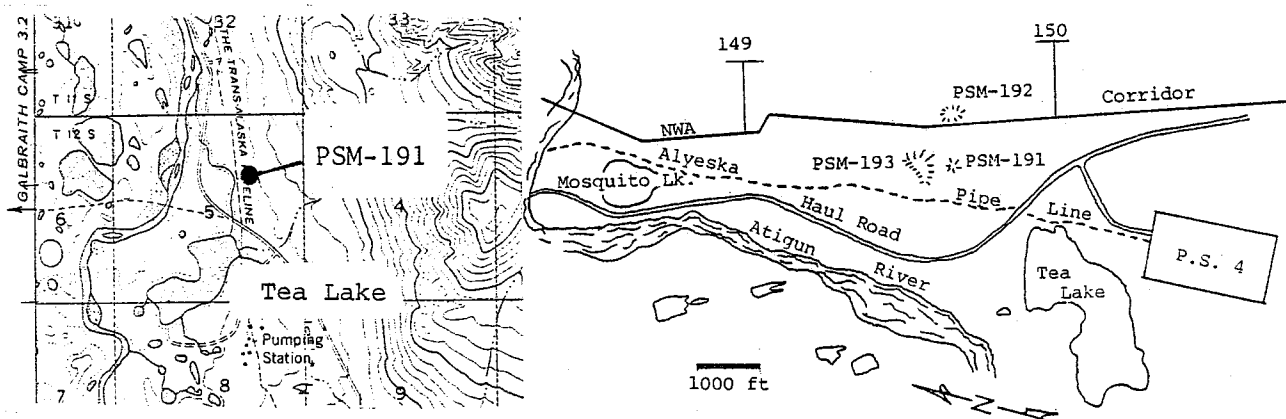 31
32
33
GALBRAITH CAMP 3.2
THE TRANS-ALASKA
PIPELINE
T 11 S
T 12 S
PSM-191
6
5
4
Tea Lake
Pumping
Station
7
8
9
149
150
PSM-192
Corridor
NWA
Alyeska
PSM-193
PSM-191
Mosquito Lk.
Pipe
Line
Haul Road
Atigun
River
P.S. 4
Tea
Lake
1000 ft
N